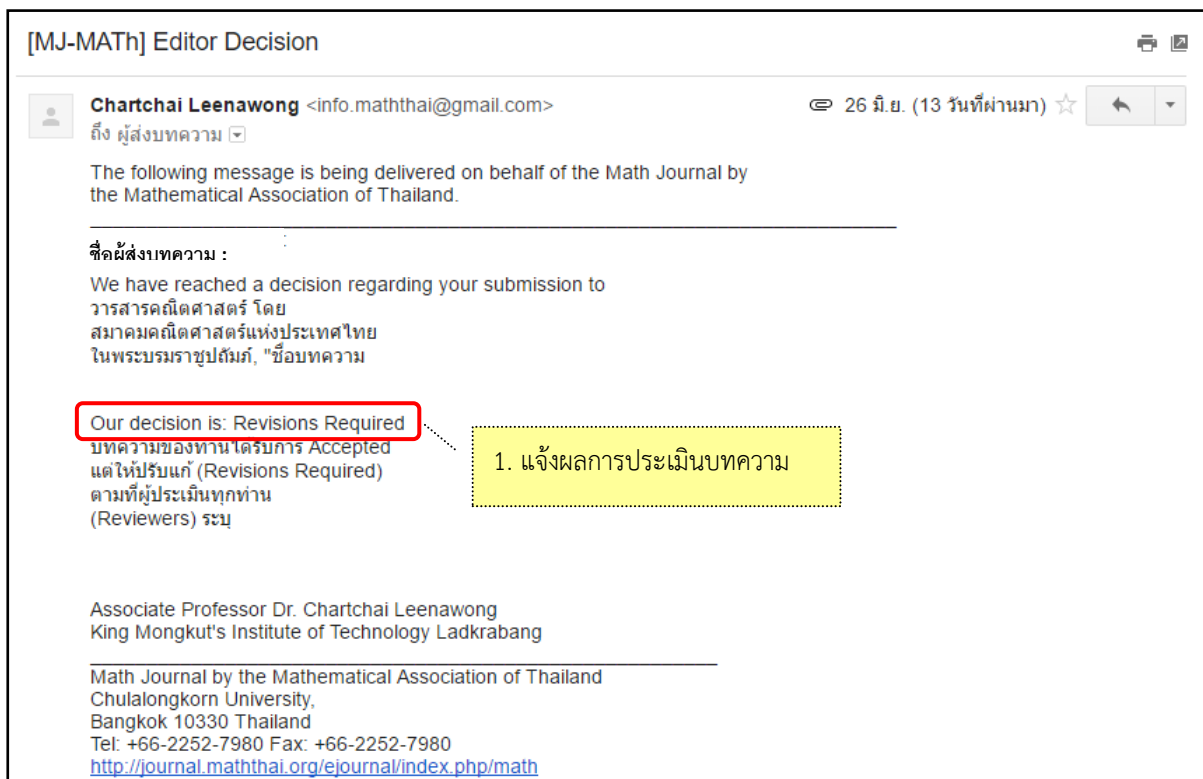 [MJ-MATh] Editor Decision
Chartchai Leenawong <info.maththai@gmail.com>
26 มิ.ย. (13 วันที่ผ่านมา)
ถึง ผู้ส่งบทความ
The following message is being delivered on behalf of the Math Journal by
the Mathematical Association of Thailand.
ชื่อผู้ส่งบทความ :
We have reached a decision regarding your submission to
วารสารคณิตศาสตร์ โดย
สมาคมคณิตศาสตร์แห่งประเทศไทย
ในพระบรมราชูปถัมภ์, "ชื่อบทความ
Our decision is: Revisions Required
บทความของท่านได้รับการ Accepted
แต่ให้ปรับแก้ (Revisions Required)
ตามที่ผู้ประเมินทุกท่าน
(Reviewers) ระบุ
1. แจ้งผลการประเมินบทความ
Associate Professor Dr. Chartchai Leenawong
King Mongkut's Institute of Technology Ladkrabang
Math Journal by the Mathematical Association of Thailand
Chulalongkorn University,
Bangkok 10330 Thailand
Tel: +66-2252-7980 Fax: +66-2252-7980
http://journal.maththai.org/ejournal/index.php/math